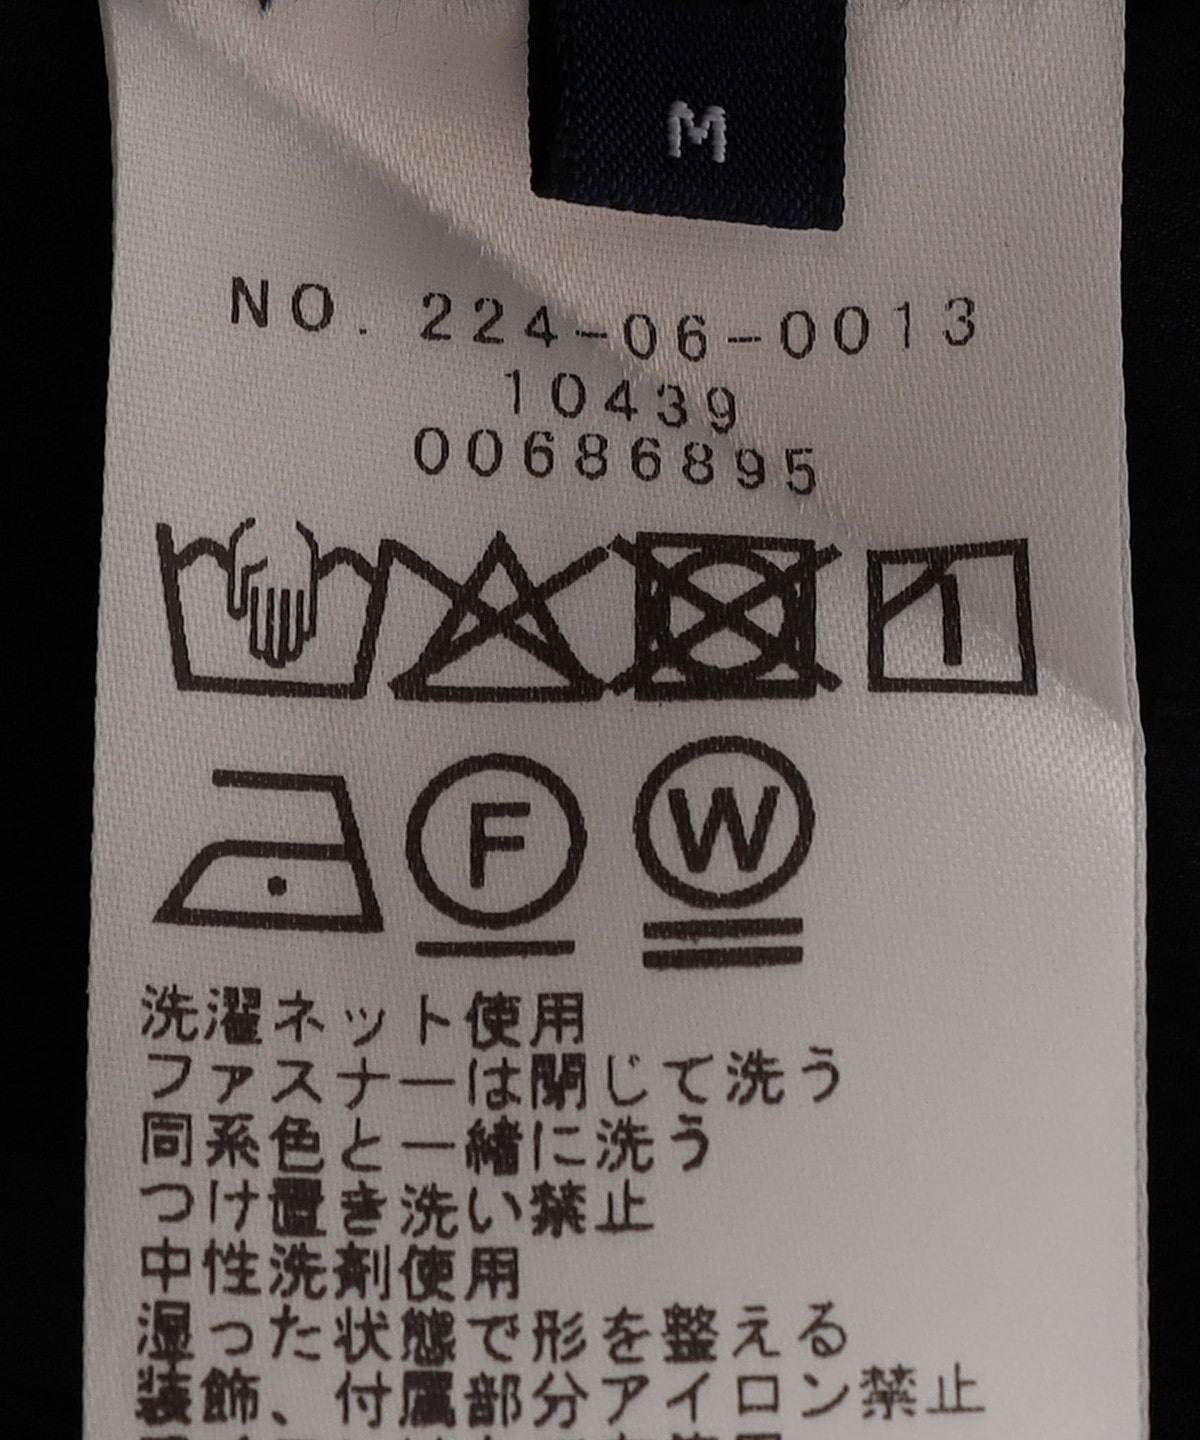 M
NO. 224-06-0013
10439
00686895
F
W
洗濯ネット使用
ファスナーは閉じて洗う
同系色と一緒に洗う
つけ置き洗い禁止
中性洗剤使用
湿った状態で形を整える
装飾、付属部分アイロン禁止